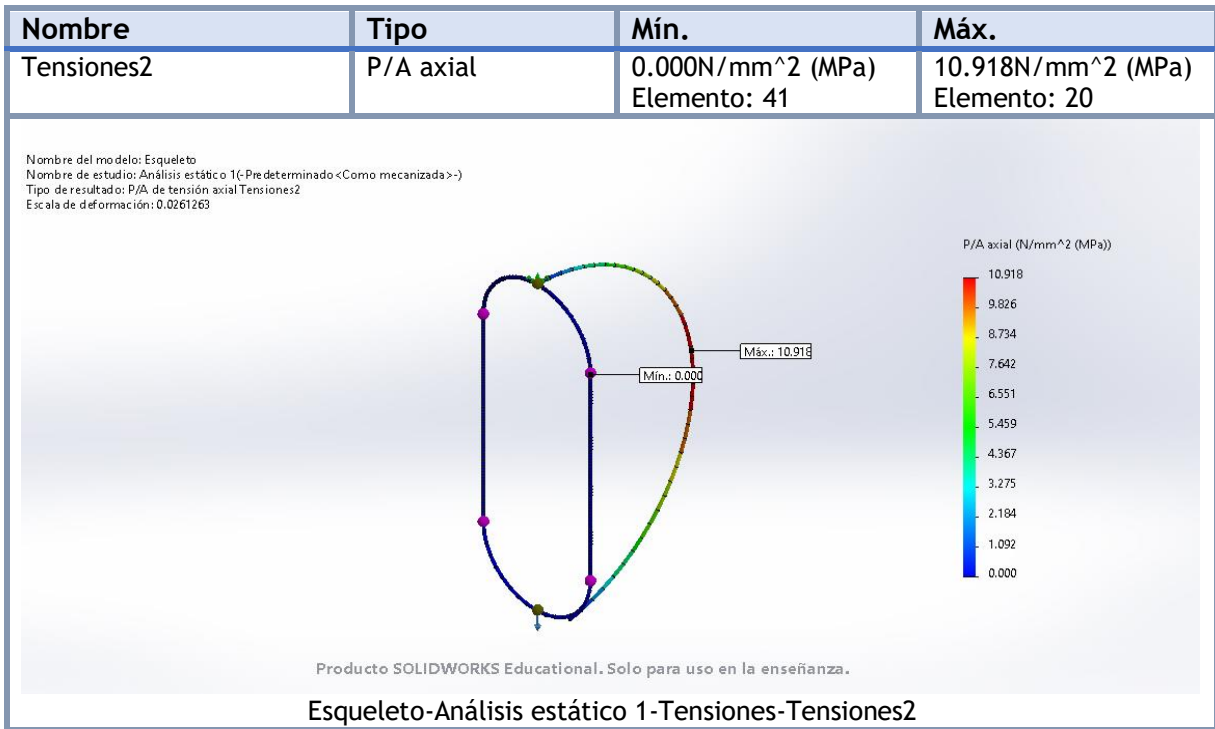 Nombre Tipo Mín. Máx.
Tensiones2 P/A axial 0.000N/mm^2 (MPa) 10.918N/mm^2 (MPa)
Elemento: 41 Elemento: 20
Nombre del modelo: Esqueleto
Nombre de estudio: Análisis estático 1(-Predeterminado<Como mecanizada>-)
Tipo de resultado: P/A de tensión axial Tensiones2
Escala de deformación: 0.0261263
P/A axial (N/mm^2 (MPa))
10.918
9.826
8.734
7.642
6.551
5.459
4.367
3.275
2.184
1.092
0.000
Máx.: 10.918
Mín.: 0.000
Producto SOLIDWORKS Educational. Solo para uso en la enseñanza.
Esqueleto-Análisis estático 1-Tensiones-Tensiones2